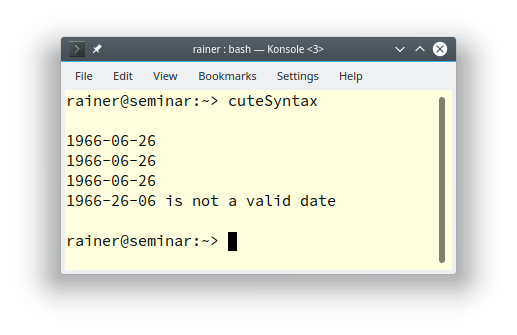 rainer : bash — Konsole <3>
File Edit View Bookmarks Settings Help
rainer@seminar:~> cuteSyntax
1966-06-26
1966-06-26
1966-06-26
1966-26-06 is not a valid date
rainer@seminar:~>